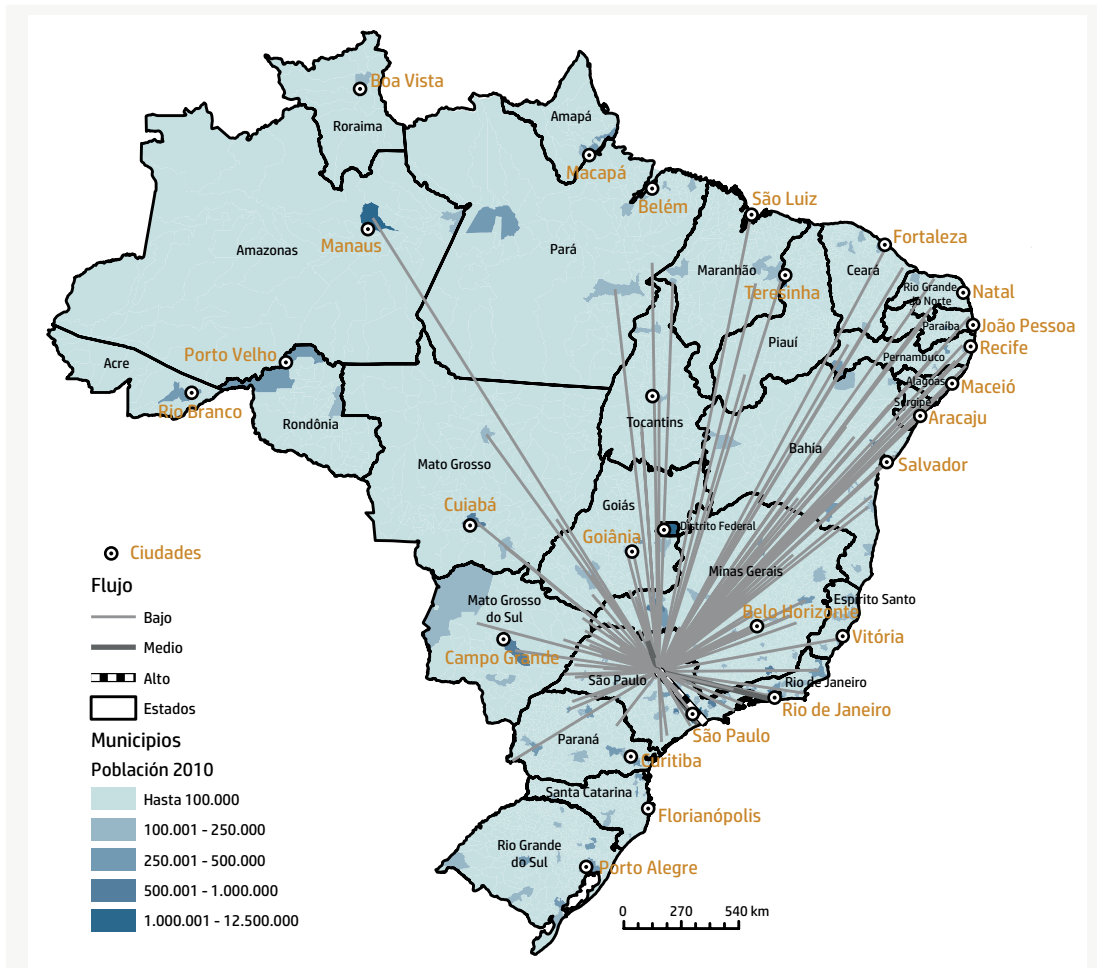 Boa Vista
Roraima
Amapá
Macapá
Belém
São Luiz
Fortaleza
Manaus
Amazonas
Pará
Maranhão
Teresinha
Ceará
Rio Grande
do Norte
Natal
Paraíba
João Pessoa
Piauí
Recife
Pernambuco
Acre
Porto Velho
Rio Branco
Rondônia
Alagoas
Maceió
Sergipe
Aracaju
Tocantins
Bahía
Mato Grosso
Salvador
Cuiabá
Goiás
Distrito Federal
Goiânia
Minas Gerais
Mato Grosso
do Sul
Espírito Santo
Belo Horizonte
Vitória
Campo Grande
São Paulo
Rio de Janeiro
Rio de Janeiro
São Paulo
Paraná
Curitiba
Santa Catarina
Florianópolis
Rio Grande
do Sul
Porto Alegre
Ciudades
Flujo
Bajo
Medio
Alto
Estados
Municipios
Población 2010
Hasta 100.000
100.001 - 250.000
250.001 - 500.000
500.001 - 1.000.000
1.000.001 - 12.500.000
0 270 540 km